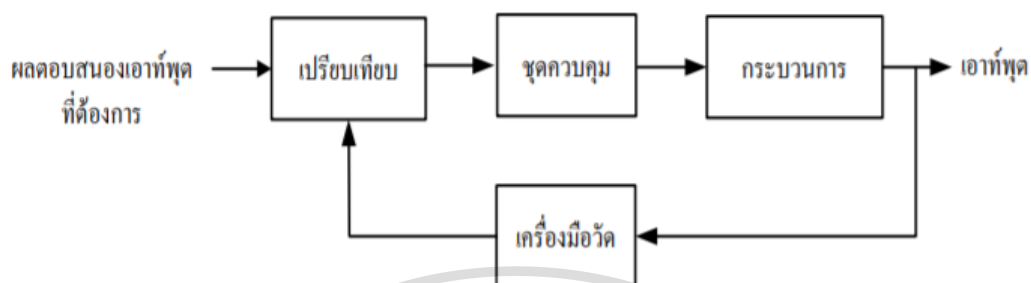 ผลตอบสนองเอาท์พุต
ที่ต้องการ
เปรียบเทียบ
ชุดควบคุม
กระบวนการ
เอาท์พุต
เครื่องมือวัด